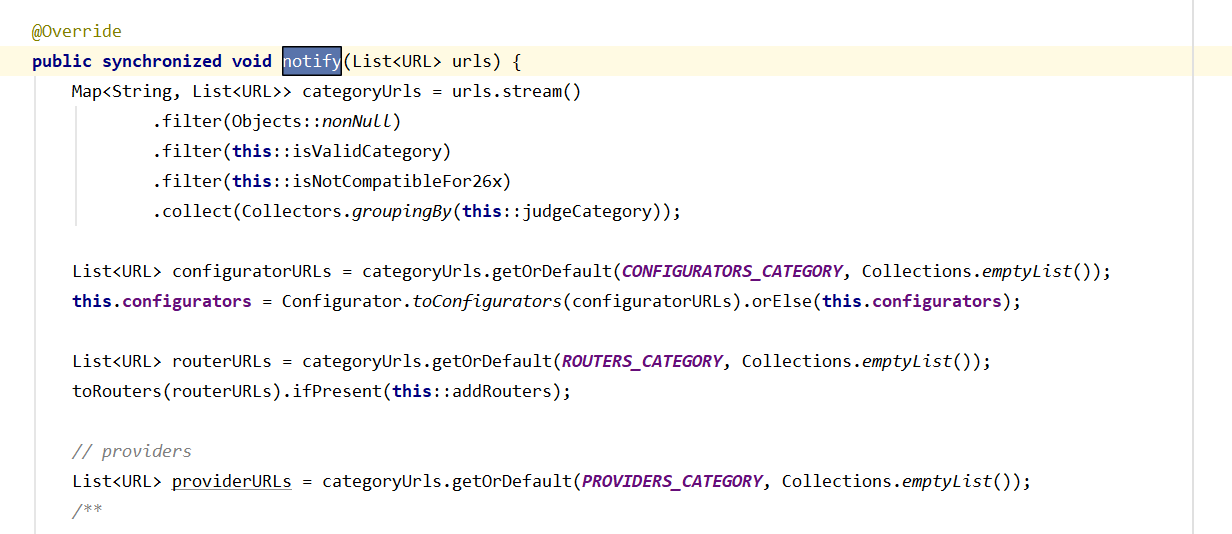 @Override
public synchronized void notify(List<URL> urls) {
Map<String, List<URL>> categoryUrls = urls.stream()
.filter(Objects::nonNull)
.filter(this::isValidCategory)
.filter(this::isNotCompatibleFor26x)
.collect(Collectors.groupingBy(this::judgeCategory));
List<URL> configuratorURLs = categoryUrls.getOrDefault(CONFIGURATORS_CATEGORY, Collections.emptyList());
this.configurators = Configurator.toConfigurators(configuratorURLs).orElse(this.configurators);
List<URL> routerURLs = categoryUrls.getOrDefault(ROUTERS_CATEGORY, Collections.emptyList());
toRouters(routerURLs).ifPresent(this::addRouters);
// providers
List<URL> providerURLs = categoryUrls.getOrDefault(PROVIDERS_CATEGORY, Collections.emptyList());
/**